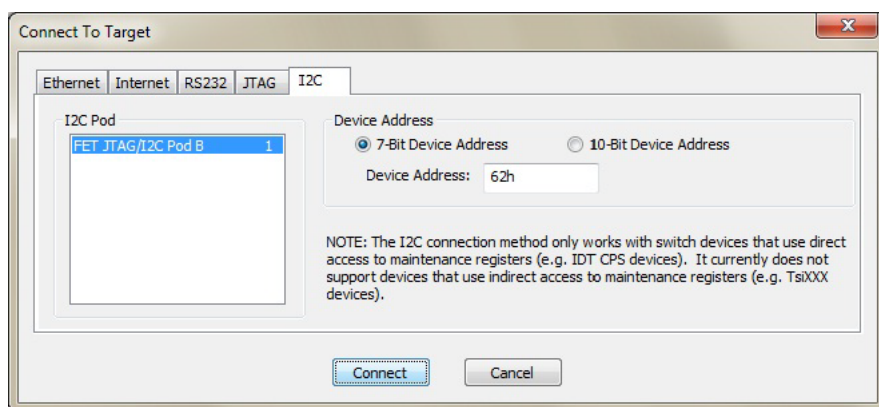 Connect To Target
Ethernet Internet RS232 JTAG I2C
I2C Pod
FET JTAG/I2C Pod B 1
Device Address
7-Bit Device Address 10-Bit Device Address
Device Address: 62h
NOTE: The I2C connection method only works with switch devices that use direct
access to maintenance registers (e.g. IDT CPS devices). It currently does not
support devices that use indirect access to maintenance registers (e.g. TsiXXX
devices).
Connect Cancel